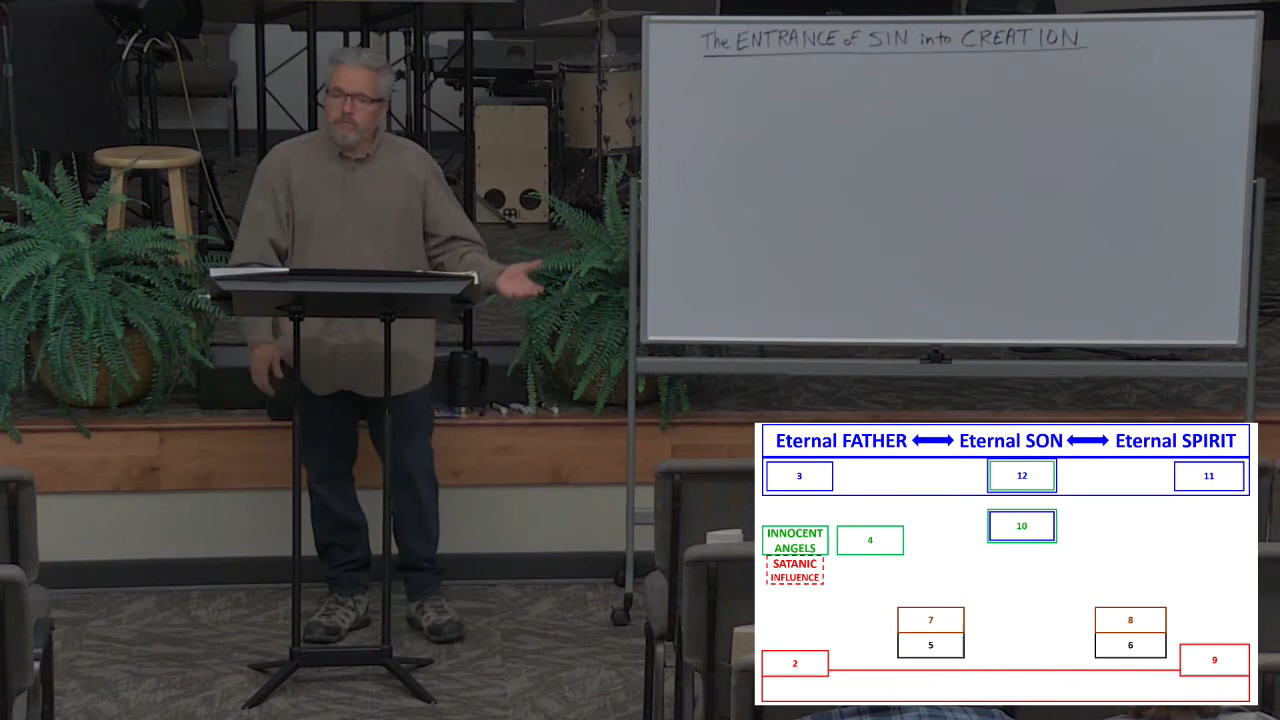 The ENTRANCE of SIN into CREATION
Eternal FATHER Eternal SON Eternal SPIRIT
3 12 11
10
INNOCENT
ANGELS
4
SATANIC
INFLUENCE
7 8
5 6
2 9